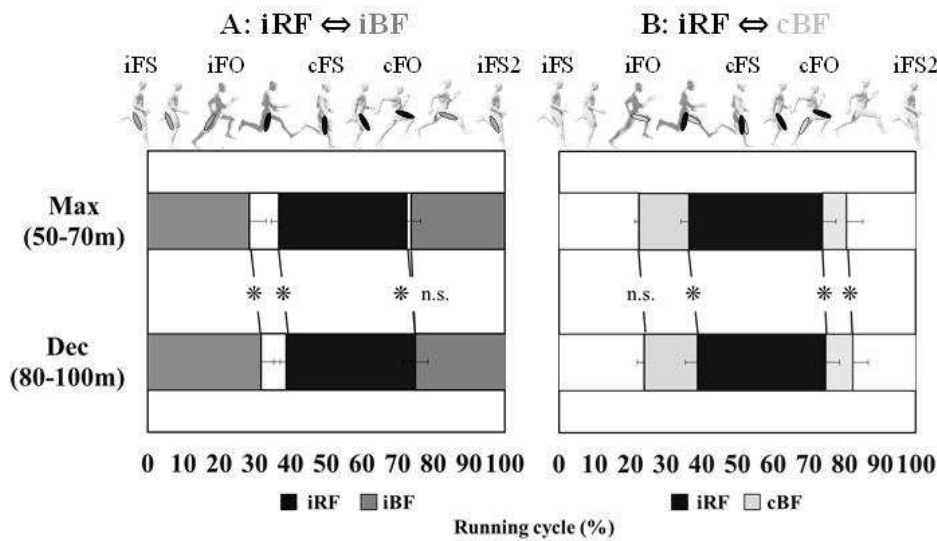 A: iRF ⇔ iBF
B: iRF ⇔ cBF
iFS iFO cFS cFO iFS2
iFS iFO cFS cFO iFS2
Max
(50-70m)
＊ ＊ ＊ n.s.
n.s. ＊ ＊ ＊
Dec
(80-100m)
0 10 20 30 40 50 60 70 80 90 100
0 10 20 30 40 50 60 70 80 90 100
iRF iBF
iRF cBF
Running cycle (%)